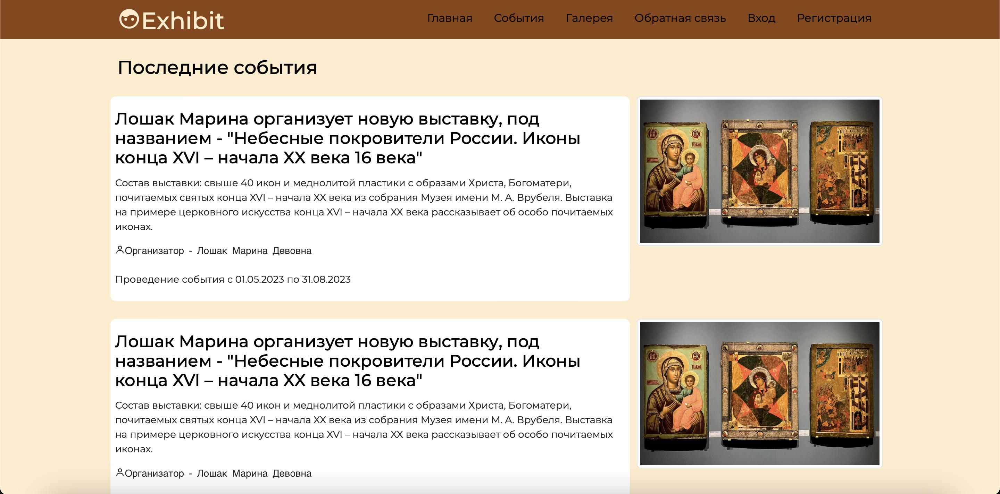 Exhibit
Главная События Галерея Обратная связь Вход Регистрация
Последние события
Лошак Марина организует новую выставку, под
названием - "Небесные покровители России. Иконы
конца XVI – начала XX века 16 века"
Состав выставки: свыше 40 икон и меднолитой пластики с образами Христа, Богоматери,
почитаемых святых конца XVI – начала XX века из собрания Музея имени М. А. Врубеля. Выставка
на примере церковного искусства конца XVI – начала XX века рассказывает об особо почитаемых
иконах.
Организатор - Лошак Марина Девовна
Проведение события с 01.05.2023 по 31.08.2023
Лошак Марина организует новую выставку, под
названием - "Небесные покровители России. Иконы
конца XVI – начала XX века 16 века"
Состав выставки: свыше 40 икон и меднолитой пластики с образами Христа, Богоматери,
почитаемых святых конца XVI – начала XX века из собрания Музея имени М. А. Врубеля. Выставка
на примере церковного искусства конца XVI – начала XX века рассказывает об особо почитаемых
иконах.
Организатор - Лошак Марина Девовна